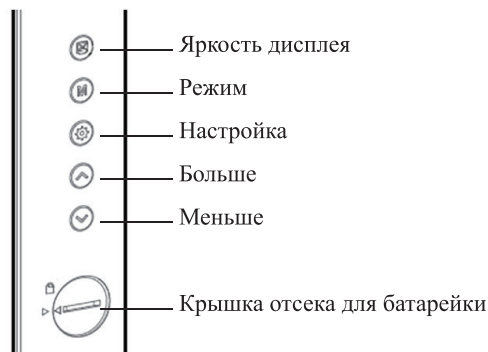 Яркость дисплея
M Режим
Настройка
Больше
Меньше
Крышка отсека для батарейки